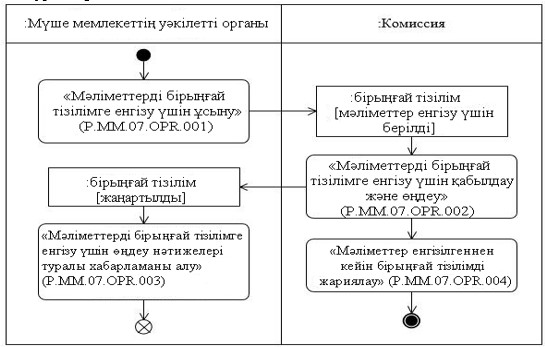 :Мүше мемлекеттің уәкілетті органы
:Комиссия
«Мәліметтерді бірыңғай
тізілімге енгізу үшін ұсыну»
(P.MM.07.OPR.001)
:бірыңғай тізілім
[мәліметтер енгізу үшін
берілді]
«Мәліметтерді бірыңғай
тізілімге енгізу үшін қабылдау
және өңдеу»
(P.MM.07.OPR.002)
:бірыңғай тізілім
[жаңартылды]
«Мәліметтерді бірыңғай тізілімге
енгізу үшін өңдеу нәтижелері
туралы хабарламаны алу»
(P.MM.07.OPR.003)
«Мәліметтер енгізілгеннен
кейін бірыңғай тізілімді
жариялау» (P.MM.07.OPR.004)